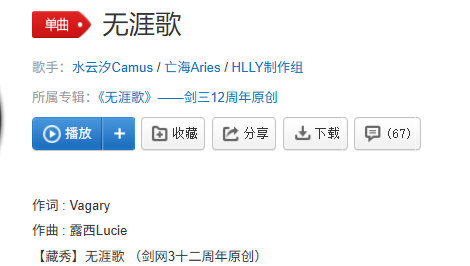 单曲 无涯歌
歌手：水云汐Camus / 亡海Aries / HLLY制作组
所属专辑：《无涯歌》——剑三12周年原创
播放 + 收藏 分享 下载 (67)
作词 : Vagary
作曲 : 露西Lucie
【藏秀】无涯歌 （剑网3十二周年原创）